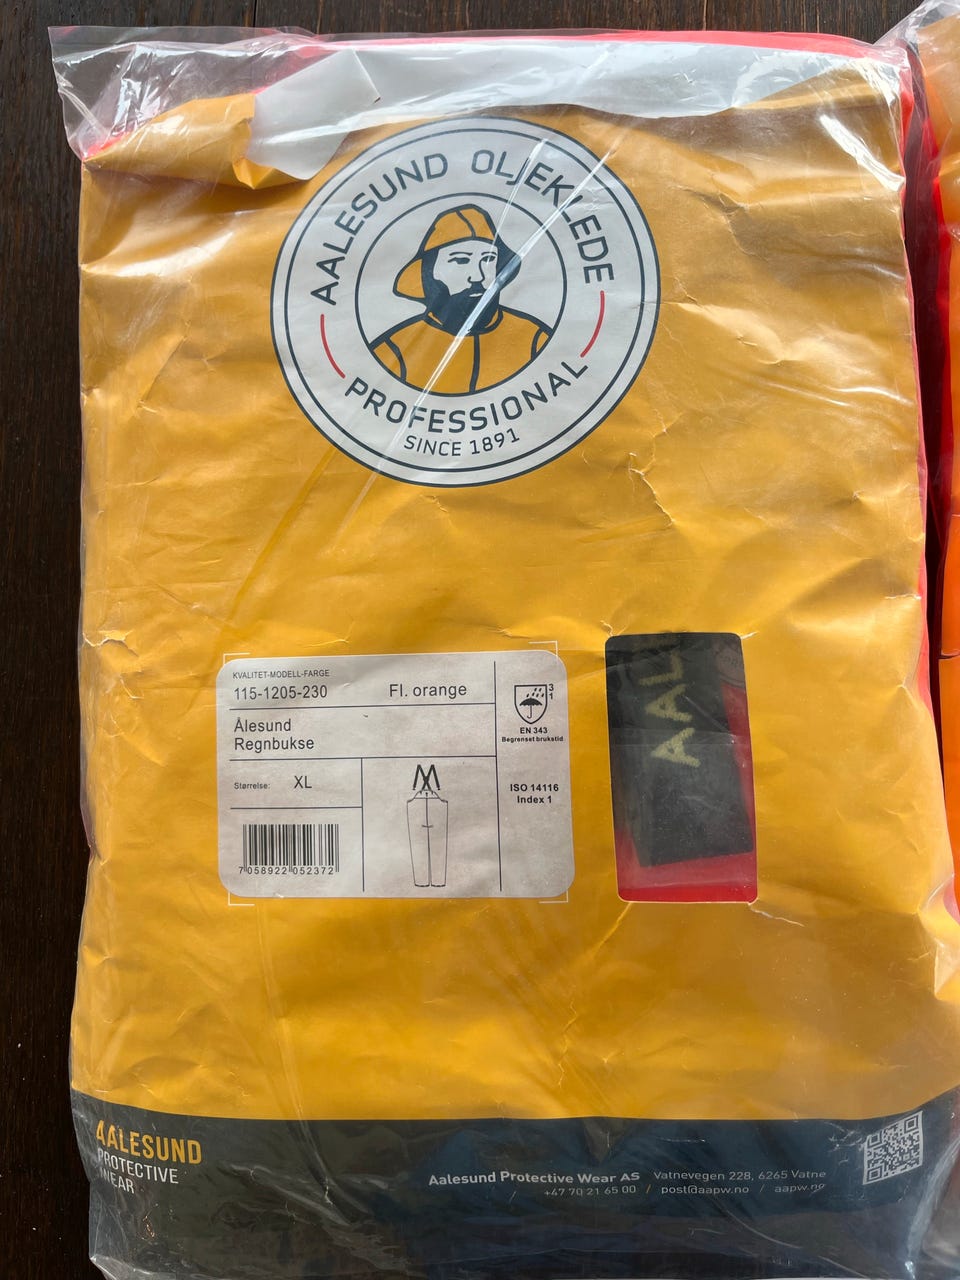 AALESUND OLJEKLEDE
PROFESSIONAL
SINCE 1891
KVALITET-MODELL-FARGE
115-1205-230 Fl. orange
Ålesund
Regnbukse
Størrelse: XL
7 058922 052372
3
1
EN 343
Begrenset brukstid
ISO 14116
Index 1
AAL
AALESUND
PROTECTIVE
WEAR
Aalesund Protective Wear AS Vatnevegen 228, 6265 Vatne
/ +47 70 21 65 00 / post@aapw.no / aapw.no